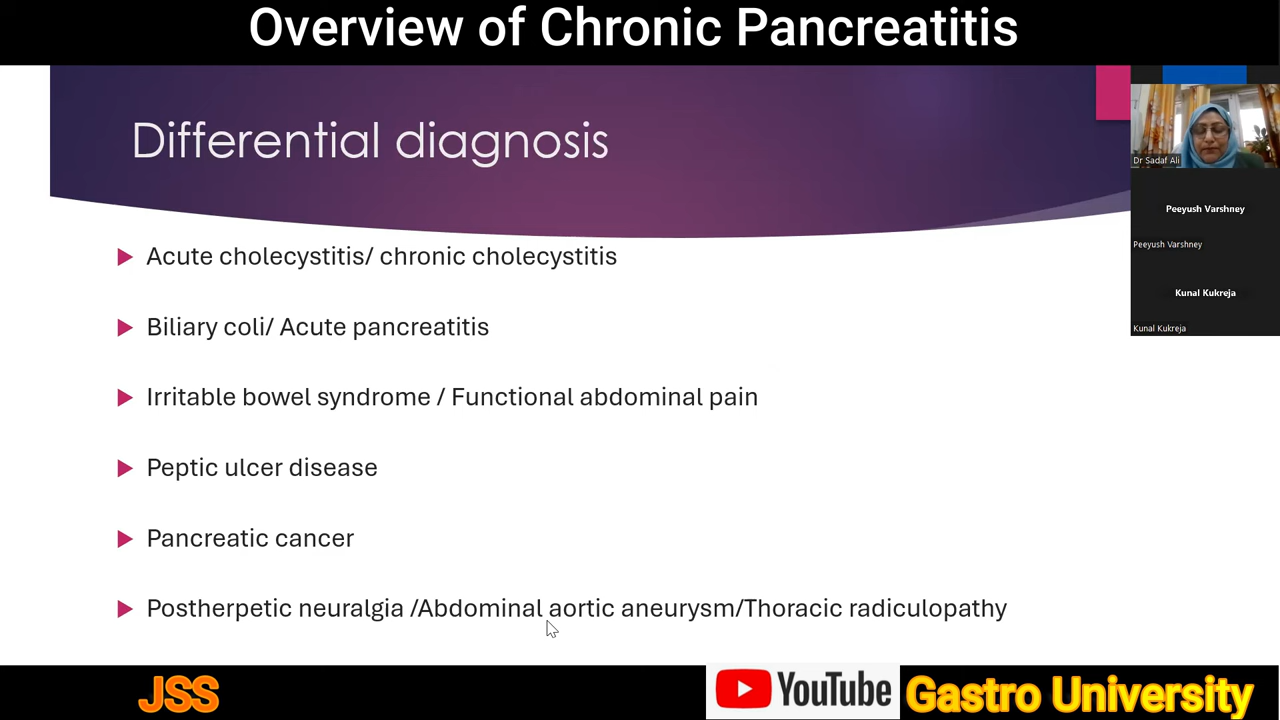 Overview of Chronic Pancreatitis
Differential diagnosis
Acute cholecystitis/ chronic cholecystitis
Biliary coli/ Acute pancreatitis
Irritable bowel syndrome / Functional abdominal pain
Peptic ulcer disease
Pancreatic cancer
Postherpetic neuralgia /Abdominal aortic aneurysm/Thoracic radiculopathy
Dr Sadaf Ali
Peeyush Varshney
Peeyush Varshney
Kunal Kukreja
Kunal Kukreja
JSS
YouTube
Gastro University